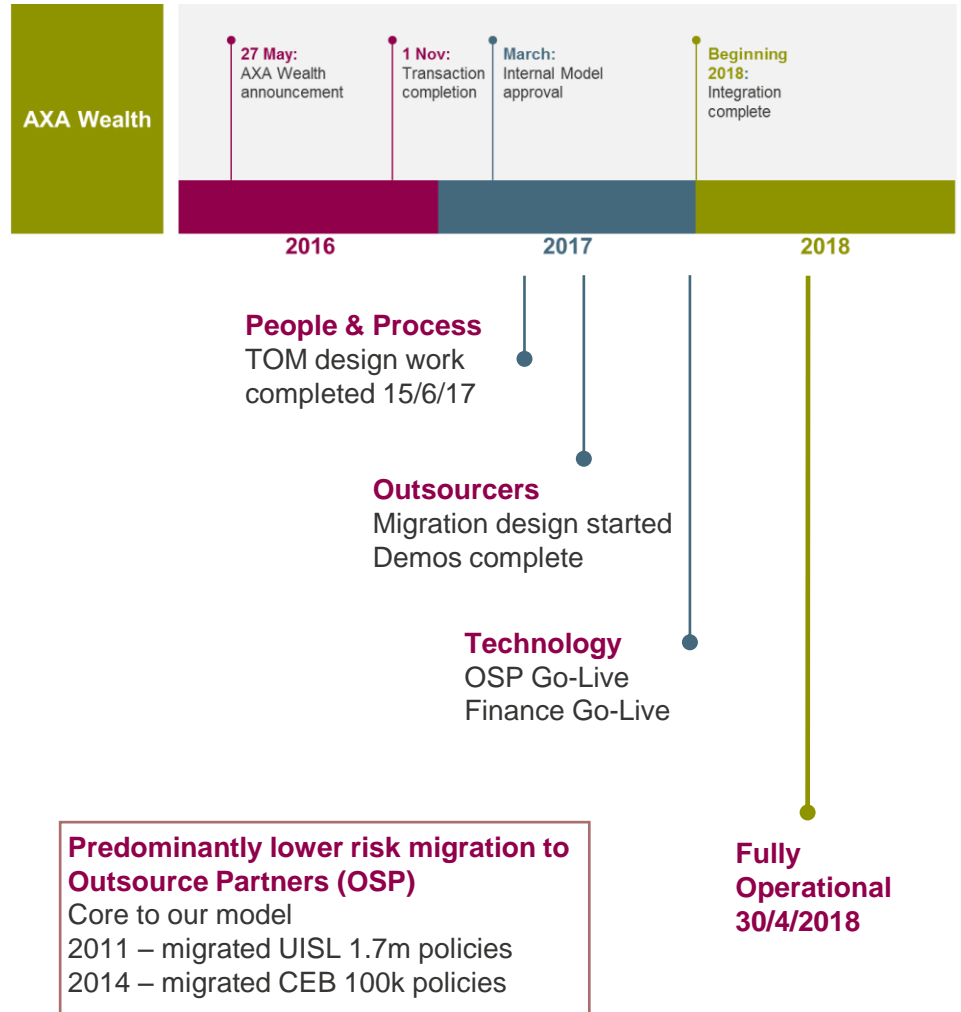 AXA Wealth
27 May:
AXA Wealth
announcement
1 Nov:
Transaction
completion
March:
Internal Model
approval
Beginning
2018:
Integration
complete
2016
2017
2018
People & Process
TOM design work
completed 15/6/17
Outsourcers
Migration design started
Demos complete
Technology
OSP Go-Live
Finance Go-Live
Fully
Operational
30/4/2018
Predominantly lower risk migration to
Outsource Partners (OSP)
Core to our model
2011 – migrated UISL 1.7m policies
2014 – migrated CEB 100k policies